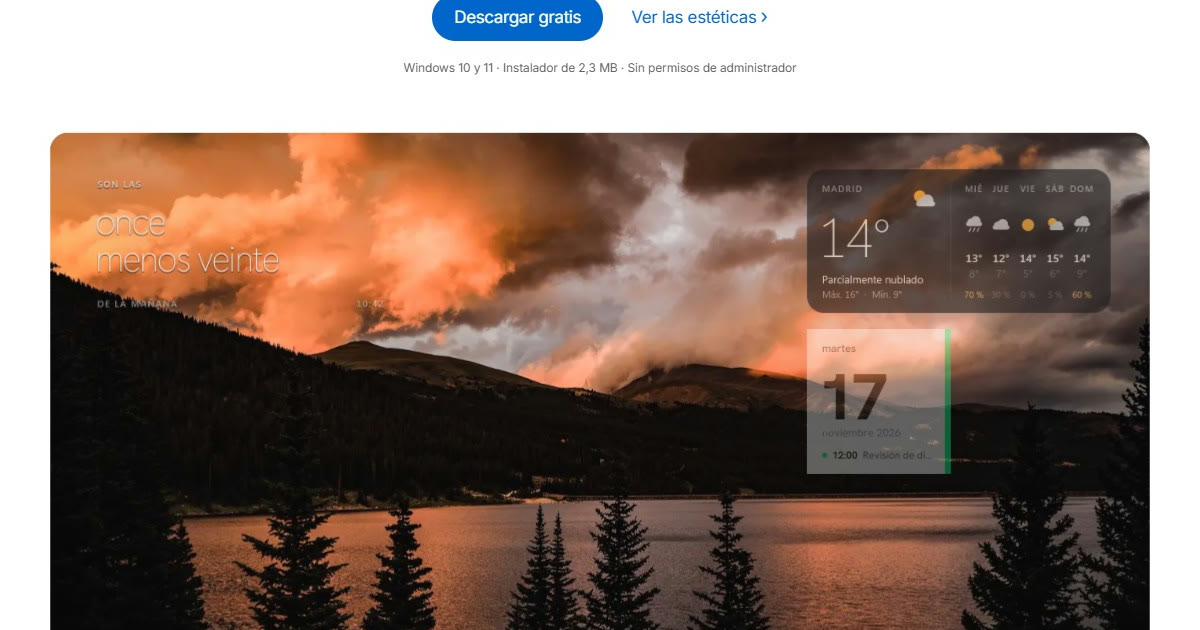 Descargar gratis
Ver las estéticas ›
Windows 10 y 11 · Instalador de 2,3 MB · Sin permisos de administrador
SON LAS
once
menos veinte
DE LA MAÑANA
10:42
MADRID
14°
Parcialmente nublado
Máx. 16° · Mín. 9°
MIÉ JUE VIE SÁB DOM
13° 12° 14° 15° 14°
8° 7° 5° 6° 9°
70 % 30 % 0 % 5 % 60 %
martes
17
noviembre 2026
12:00 Revisión de di...